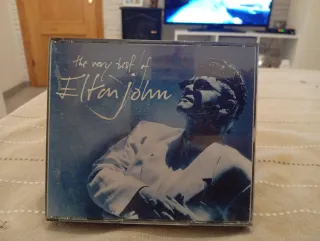 the very best of
Elton John